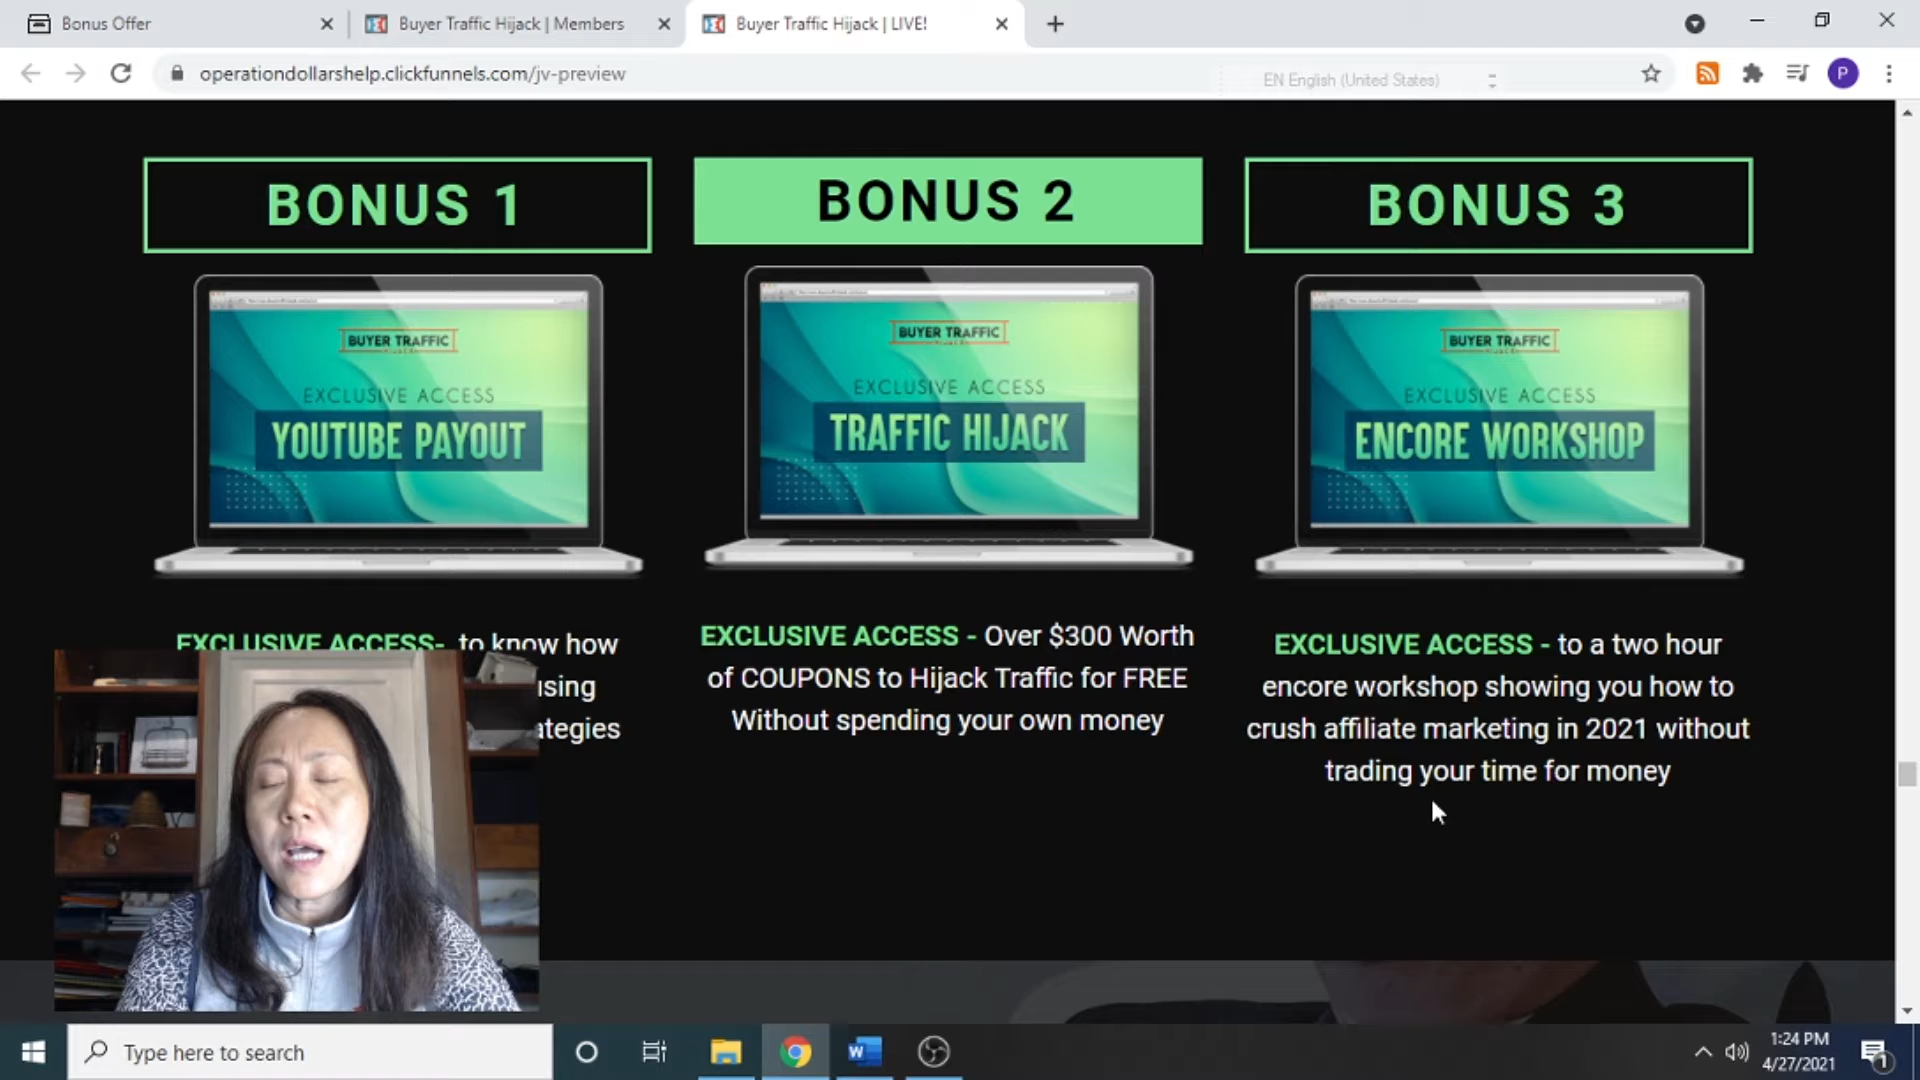 Bonus Offer
Buyer Traffic Hijack | Members
Buyer Traffic Hijack | LIVE!
operationdollarshelp.clickfunnels.com/jv-preview
EN English (United States)
P
BONUS 1
BONUS 2
BONUS 3
BUYER TRAFFIC
EXCLUSIVE ACCESS
YOUTUBE PAYOUT
BUYER TRAFFIC
EXCLUSIVE ACCESS
TRAFFIC HIJACK
BUYER TRAFFIC
EXCLUSIVE ACCESS
ENCORE WORKSHOP
EXCLUSIVE ACCESS- to know how
EXCLUSIVE ACCESS - Over $300 Worth
of COUPONS to Hijack Traffic for FREE
Without spending your own money
EXCLUSIVE ACCESS - to a two hour
encore workshop showing you how to
crush affiliate marketing in 2021 without
trading your time for money
Type here to search
W
1:24 PM
4/27/2021
1